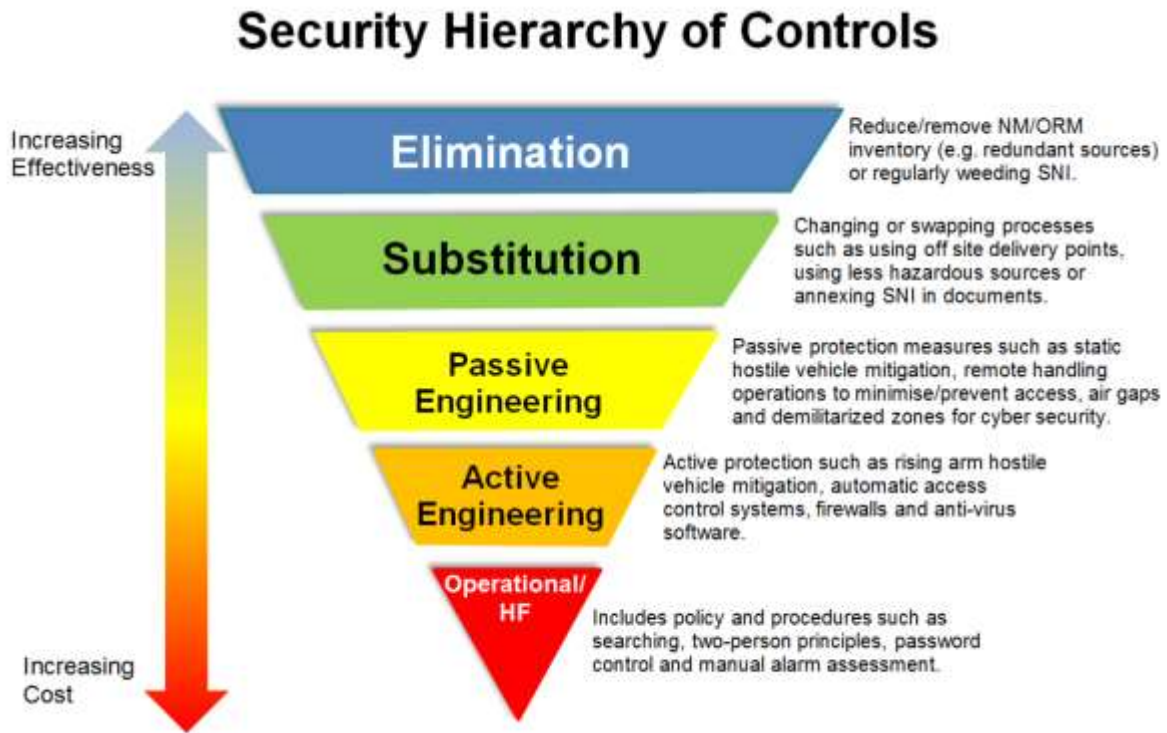 Security Hierarchy of Controls
Increasing
Effectiveness
Elimination
Reduce/remove NM/ORM
inventory (e.g. redundant sources)
or regularly weeding SNI.
Substitution
Changing or swapping processes
such as using off site delivery points,
using less hazardous sources or
annexing SNI in documents.
Passive
Engineering
Passive protection measures such as static
hostile vehicle mitigation, remote handling
operations to minimise/prevent access, air gaps
and demilitarized zones for cyber security.
Active
Engineering
Active protection such as rising arm hostile
vehicle mitigation, automatic access
control systems, firewalls and anti-virus
software.
Operational/
HF
Includes policy and procedures such as
searching, two-person principles, password
control and manual alarm assessment.
Increasing
Cost